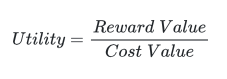 Utility = Reward Value / Cost Value